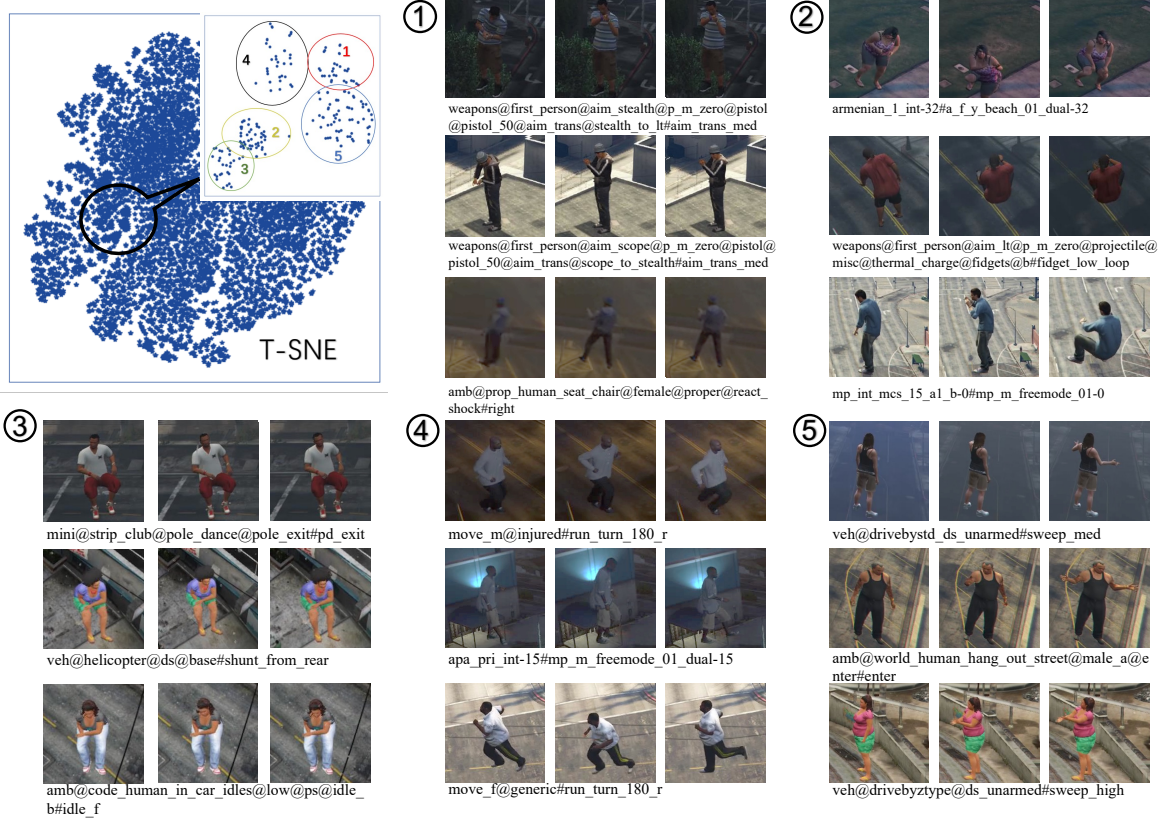 4
1
2
3
5
T-SNE
①
weapons@first_person@aim_stealth@p_m_zero@pistol
@pistol_50@aim_trans@stealth_to_lt#aim_trans_med
weapons@first_person@aim_scope@p_m_zero@pistol@
pistol_50@aim_trans@scope_to_stealth#aim_trans_med
amb@prop_human_seat_chair@female@proper@react_
shock#right
②
armenian_1_int-32#a_f_y_beach_01_dual-32
weapons@first_person@aim_lt@p_m_zero@projectile@
misc@thermal_charge@fidgets@b#fidget_low_loop
mp_int_mcs_15_a1_b-0#mp_m_freemode_01-0
③
mini@strip_club@pole_dance@pole_exit#pd_exit
veh@helicopter@ds@base#shunt_from_rear
amb@code_human_in_car_idles@low@ps@idle_
b#idle_f
④
move_m@injured#run_turn_180_r
apa_pri_int-15#mp_m_freemode_01_dual-15
move_f@generic#run_turn_180_r
⑤
veh@drivebystd_ds_unarmed#sweep_med
amb@world_human_hang_out_street@male_a@e
nter#enter
veh@drivebyztype@ds_unarmed#sweep_high